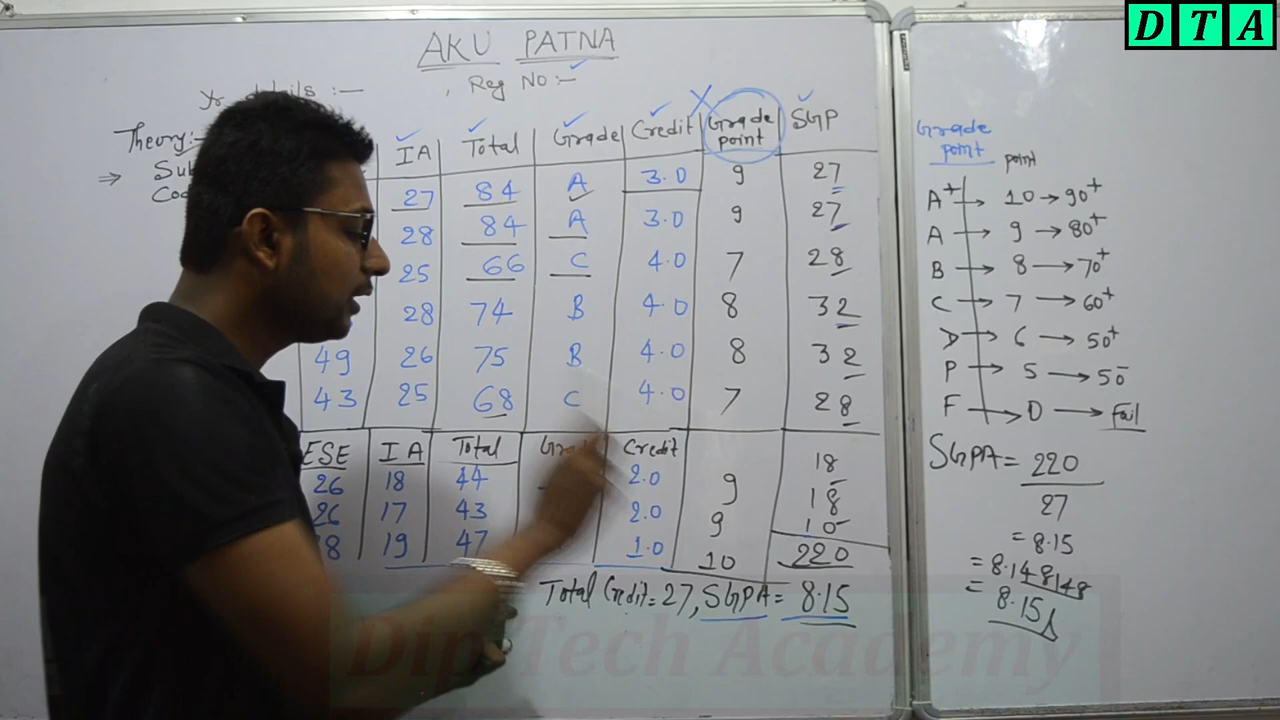 DTA
AKU PATNA
Reg No :-
Theory:-
IA Total Grade Credit Grade point SGP
27 84 A 3.0 9 27
28 84 A 3.0 9 27
25 66 C 4.0 7 28
28 74 B 4.0 8 32
49 26 75 B 4.0 8 32
43 25 68 C 4.0 7 28
ESE IA Total Credit
26 18 44 2.0 9 18
26 17 43 2.0 9 18
19 47 1.0 10 10
220
Total Credit = 27, SGPA = 8.15
Grade point point
A+ → 10 → 90+
A → 9 → 80+
B → 8 → 70+
C → 7 → 60+
D → 6 → 50+
P → 5 → 50-
F → 0 → Fail
SGPA = 220
27
= 8.15
= 8.148148
= 8.15
Dip Tech Academy